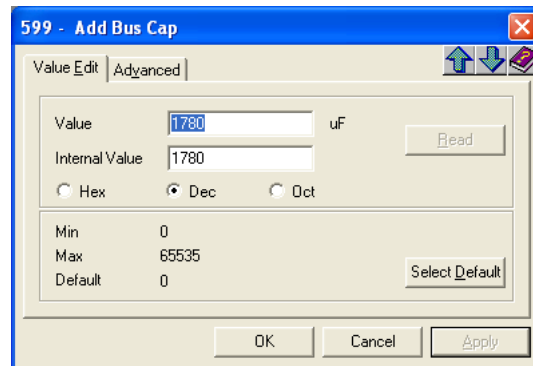 599 - Add Bus Cap
Value Edit Advanced
Value 1780 uF
Read
Internal Value 1780
Hex Dec Oct
Min 0
Max 65535
Select Default
Default 0
OK Cancel Apply